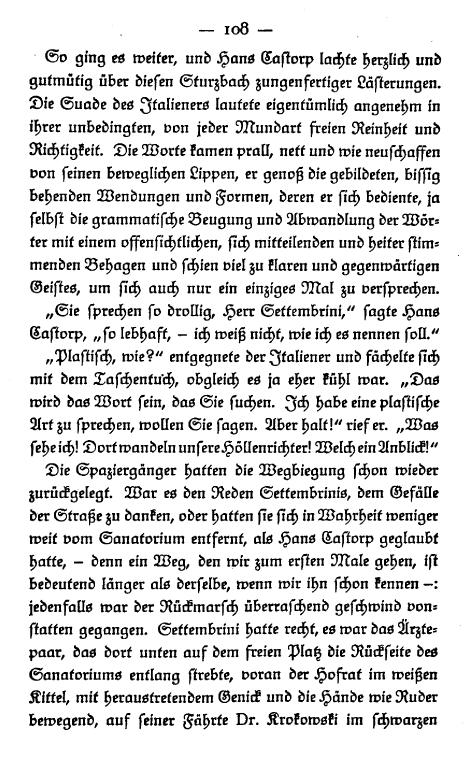 — 108 —
So ging es weiter, und Hans Castorp lachte herzlich und
gutmütig über diesen Sturzbach zungenfertiger Lästerungen.
Die Suade des Italieners lautete eigentümlich angenehm in
ihrer unbedingten, von jeder Mundart freien Reinheit und
Richtigkeit. Die Worte kamen prall, nett und wie neuschaffen
von seinen beweglichen Lippen, er genoß die gebildeten, bissig
behenden Wendungen und Formen, deren er sich bediente, ja
selbst die grammatische Beugung und Abwandlung der Wör-
ter mit einem offensichtlichen, sich mitteilenden und heiter stim-
menden Behagen und schien viel zu klaren und gegenwärtigen
Geistes, um sich auch nur ein einziges Mal zu versprechen.
„Sie sprechen so drollig, Herr Settembrini,“ sagte Hans
Castorp, „so lebhaft, – ich weiß nicht, wie ich es nennen soll.“
„Plastisch, wie?“ entgegnete der Italiener und fächelte sich
mit dem Taschentuch, obgleich es ja eher kühl war. „Das
wird das Wort sein, das Sie suchen. Ich habe eine plastische
Art zu sprechen, wollen Sie sagen. Aber halt!“ rief er. „Was
sehe ich! Dort wandeln unsere Höllenrichter! Welch ein Anblick!“
Die Spaziergänger hatten die Wegbiegung schon wieder
zurückgelegt. War es den Reden Settembrinis, dem Gefälle
der Straße zu danken, oder hatten sie sich in Wahrheit weniger
weit vom Sanatorium entfernt, als Hans Castorp geglaubt
hatte, – denn ein Weg, den wir zum ersten Male gehen, ist
bedeutend länger als derselbe, wenn wir ihn schon kennen –:
jedenfalls war der Rückmarsch überraschend geschwind von-
statten gegangen. Settembrini hatte recht, es war das Ärzte-
paar, das dort unten auf dem freien Platz die Rückseite des
Sanatoriums entlang strebte, voran der Hofrat im weißen
Kittel, mit heraustretendem Genick und die Hände wie Ruder
bewegend, auf seiner Fährte Dr. Krokowski im schwarzen